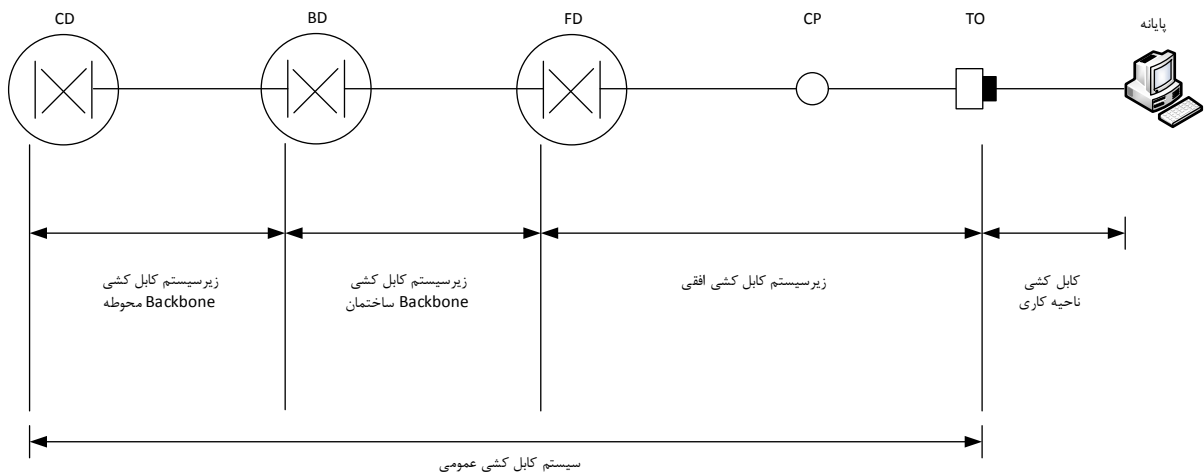 CD
BD
FD
CP
TO
پایانه
زیرسیستم کابل کشی
Backbone محوطه
زیرسیستم کابل کشی
Backbone ساختمان
زیرسیستم کابل کشی افقی
کابل کشی
ناحیه کاری
سیستم کابل کشی عمومی